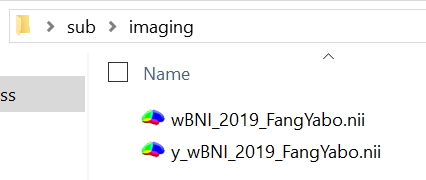 sub imaging
ss
Name
wBNI_2019_FangYabo.nii
y_wBNI_2019_FangYabo.nii